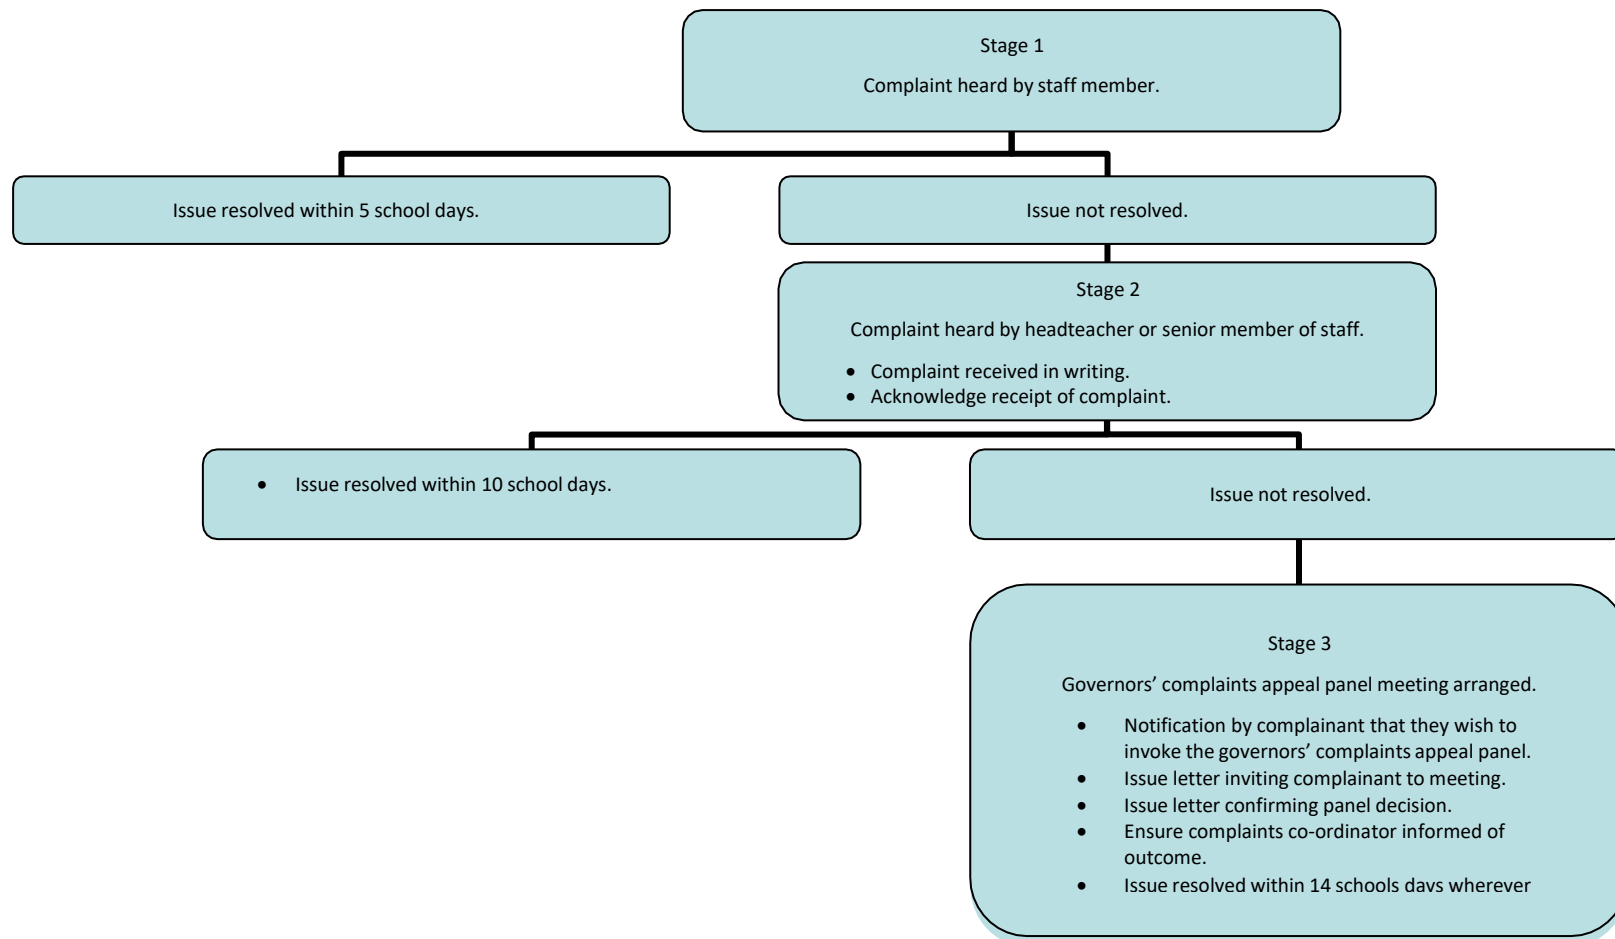 Stage 1
Complaint heard by staff member.
Issue resolved within 5 school days.
Issue not resolved.
Stage 2
Complaint heard by headteacher or senior member of staff.
• Complaint received in writing.
• Acknowledge receipt of complaint.
• Issue resolved within 10 school days.
Issue not resolved.
Stage 3
Governors’ complaints appeal panel meeting arranged.
• Notification by complainant that they wish to
invoke the governors’ complaints appeal panel.
• Issue letter inviting complainant to meeting.
• Issue letter confirming panel decision.
• Ensure complaints co-ordinator informed of
outcome.
• Issue resolved within 14 schools days wherever